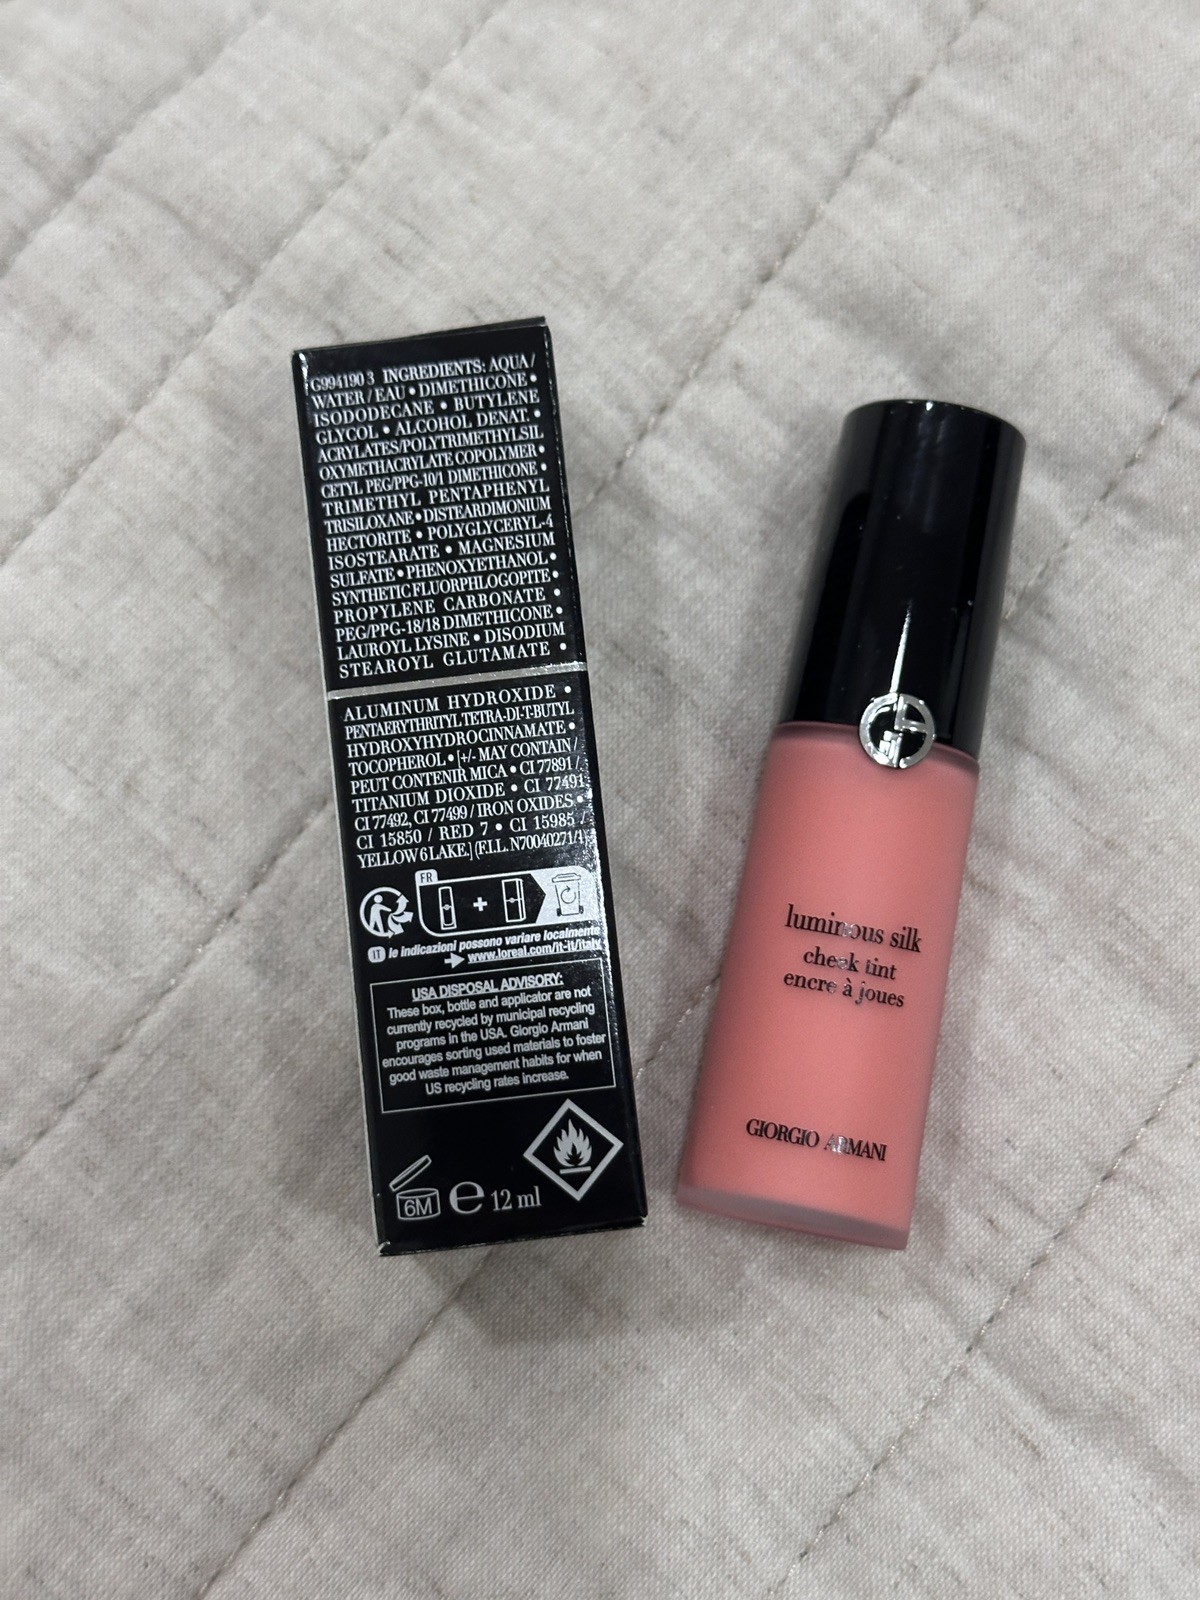 G994190 3 INGREDIENTS: AQUA /
WATER / EAU • DIMETHICONE •
ISODODECANE • BUTYLENE
GLYCOL • ALCOHOL DENAT. •
ACRYLATES/POLYTRIMETHYLSIL
OXYMETHACRYLATE COPOLYMER •
CETYL PEG/PPG-10/1 DIMETHICONE •
TRIMETHYL PENTAPHENYL
TRISILOXANE • DISTEARDIMONIUM
HECTORITE • POLYGLYCERYL-4
ISOSTEARATE • MAGNESIUM
SULFATE • PHENOXYETHANOL •
SYNTHETIC FLUORPHLOGOPITE •
PROPYLENE CARBONATE •
PEG/PPG-18/18 DIMETHICONE •
LAUROYL LYSINE • DISODIUM
STEAROYL GLUTAMATE •
ALUMINUM HYDROXIDE •
PENTAERYTHRITYL TETRA-DI-T-BUTYL
HYDROXYHYDROCINNAMATE •
TOCOPHEROL • [+/- MAY CONTAIN /
PEUT CONTENIR MICA • CI 77891 /
TITANIUM DIOXIDE • CI 77491,
CI 77492, CI 77499 / IRON OXIDES •
CI 15850 / RED 7 • CI 15985 /
YELLOW 6 LAKE.] (F.I.L. N70040271/1)
FR
+
IT le indicazioni possono variare localmente
www.loreal.com/it-it/italy
USA DISPOSAL ADVISORY:
These box, bottle and applicator are not
currently recycled by municipal recycling
programs in the USA. Giorgio Armani
encourages sorting used materials to foster
good waste management habits for when
US recycling rates increase.
6M e 12 ml
luminous silk
cheek tint
encre à joues
GIORGIO ARMANI